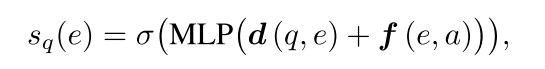 s_q(e) = σ(MLP(d(q, e) + f(e, a))),